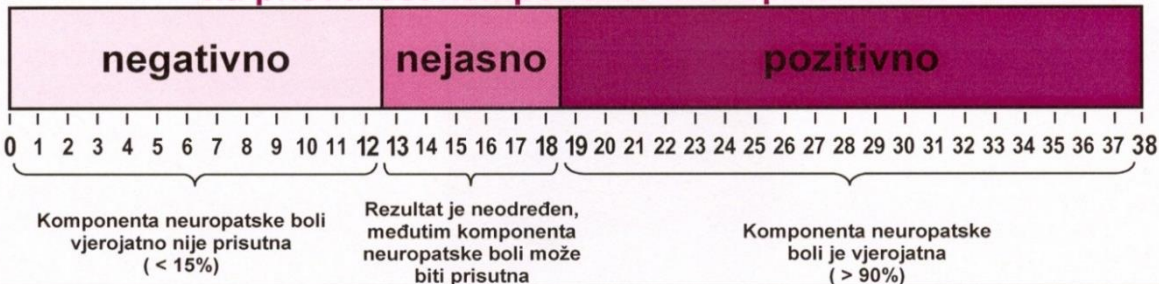 negativno nejasno pozitivno
0 1 2 3 4 5 6 7 8 9 10 11 12 13 14 15 16 17 18 19 20 21 22 23 24 25 26 27 28 29 30 31 32 33 34 35 36 37 38
Komponenta neuropatske boli
vjerojatno nije prisutna
( < 15%)
Rezultat je neodređen,
međutim komponenta
neuropatske boli može
biti prisutna
Komponenta neuropatske
boli je vjerojatna
( > 90%)